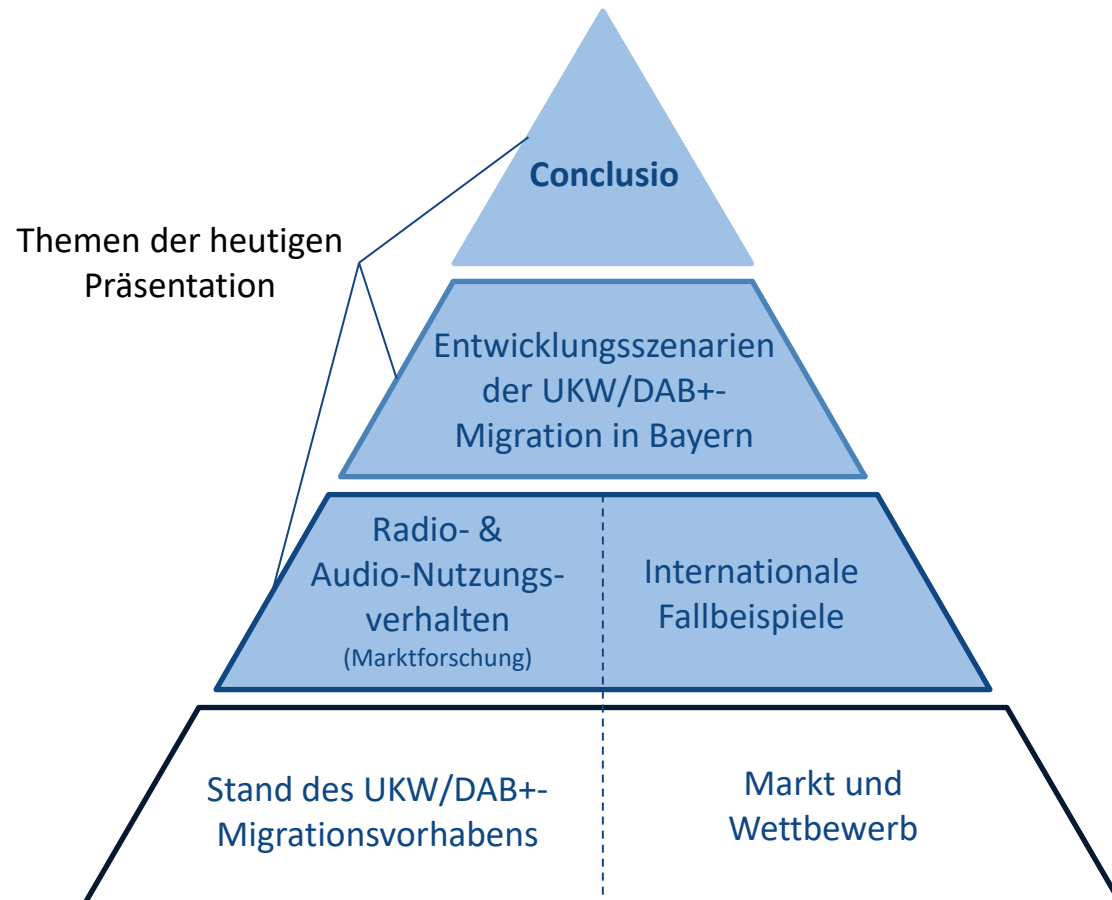 Conclusio
Themen der heutigen
Präsentation
Entwicklungsszenarien
der UKW/DAB+-
Migration in Bayern
Radio- &
Audio-Nutzungs-
verhalten
(Marktforschung)
Internationale
Fallbeispiele
Stand des UKW/DAB+-
Migrationsvorhabens
Markt und
Wettbewerb